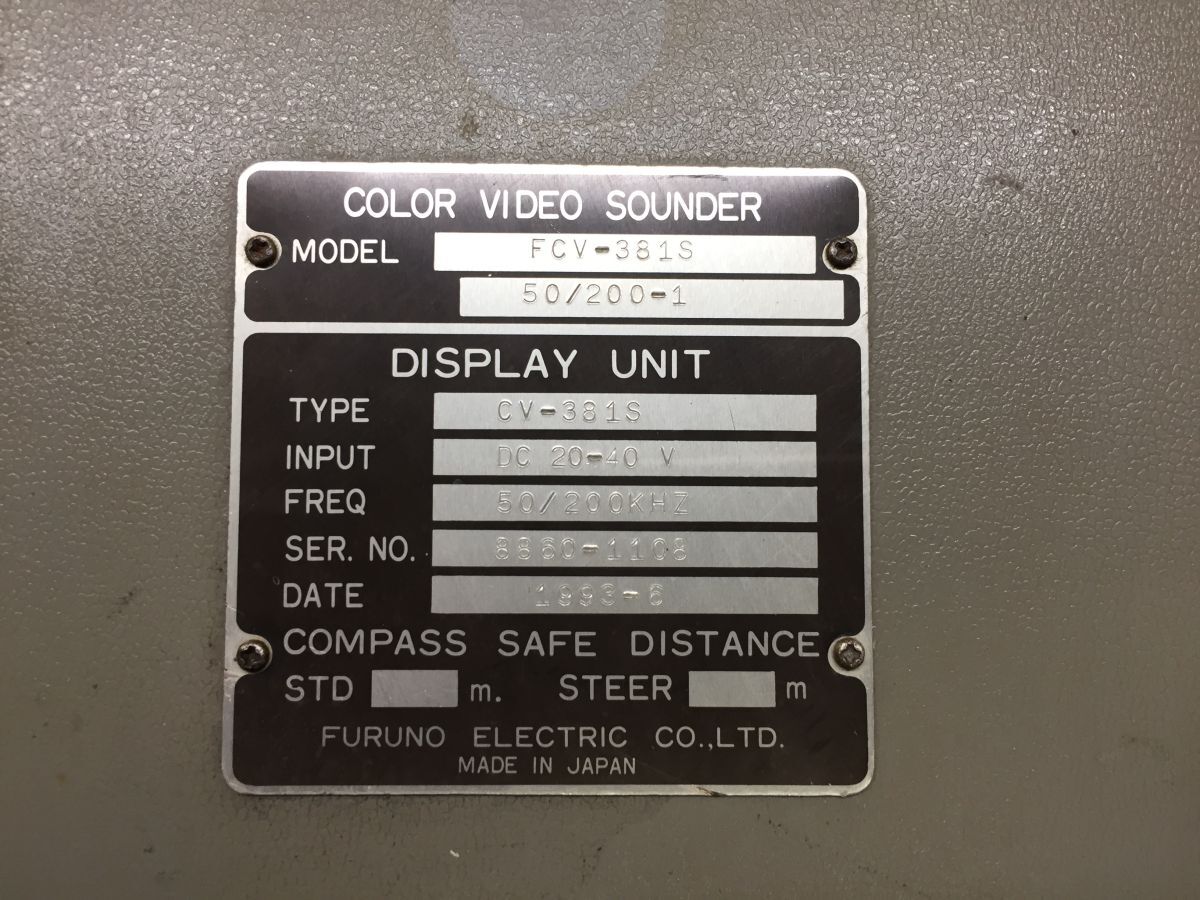 COLOR VIDEO SOUNDER
MODEL FCV-381S
50/200-1
DISPLAY UNIT
TYPE CV-381S
INPUT DC 20-40 V
FREQ 50/200KHZ
SER. NO. 8860-1108
DATE 1993-6
COMPASS SAFE DISTANCE
STD m. STEER m
FURUNO ELECTRIC CO.,LTD.
MADE IN JAPAN